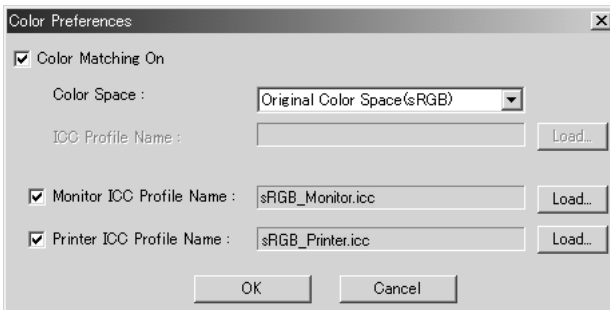 Color Preferences
Color Matching On
Color Space : Original Color Space(sRGB)
ICC Profile Name : Load...
Monitor ICC Profile Name : sRGB_Monitor.icc Load...
Printer ICC Profile Name : sRGB_Printer.icc Load...
OK Cancel